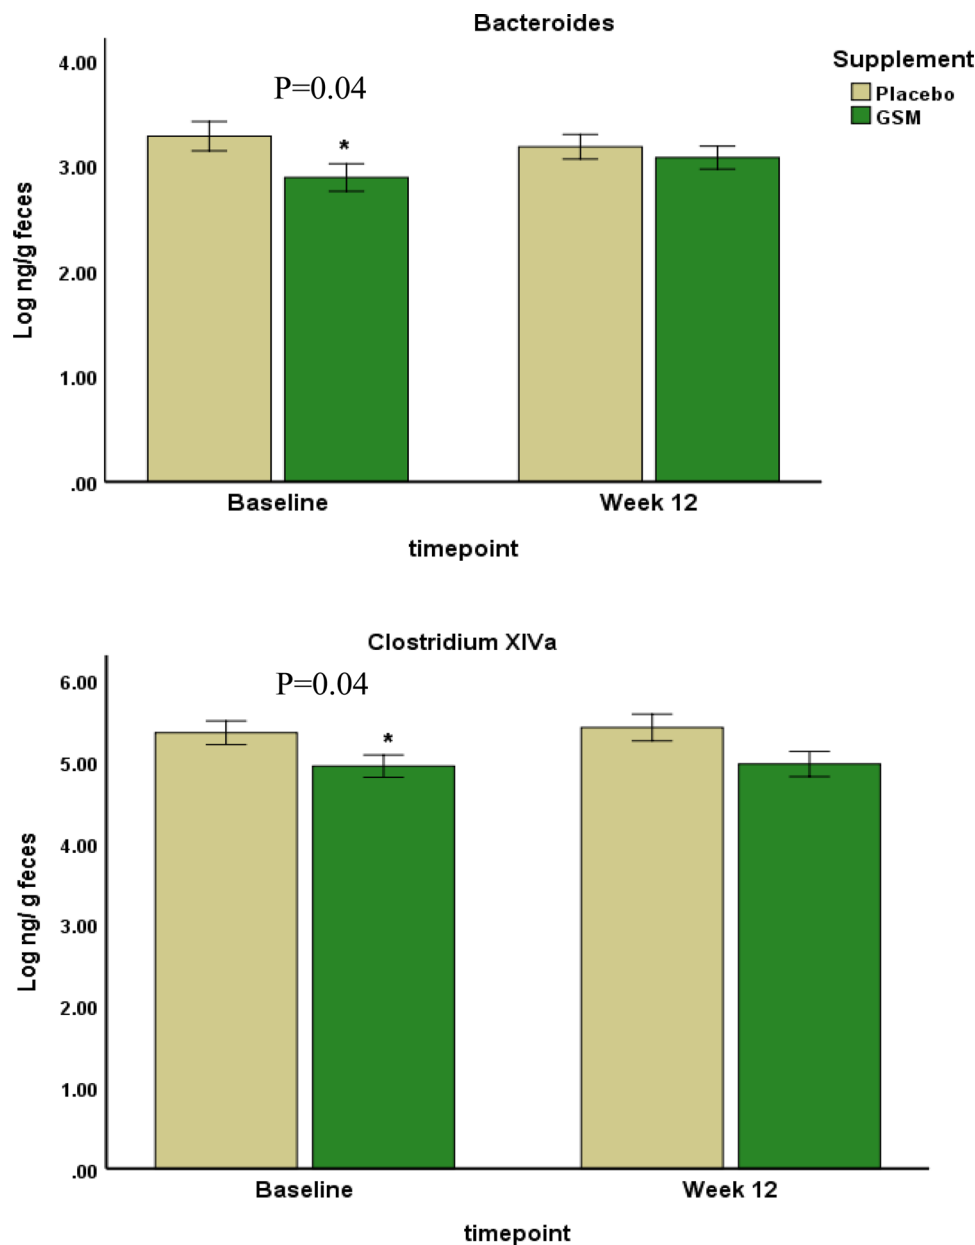 Bacteroides
Supplement
Placebo
GSM
P=0.04
*
4.00
3.00
2.00
1.00
.00
Log ng/g feces
Baseline
Week 12
timepoint
Clostridium XIVa
P=0.04
*
6.00
5.00
4.00
3.00
2.00
1.00
.00
Log ng/ g feces
Baseline
Week 12
timepoint